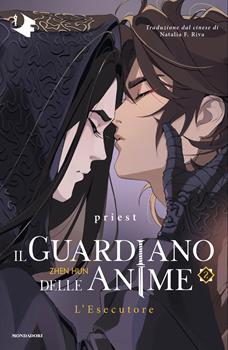 Traduzione dal cinese di
Natalia F. Riva
priest
IL GUARDIANO
ZHEN HUN
DELLE ANIME 2
L'Esecutore
MONDADORI